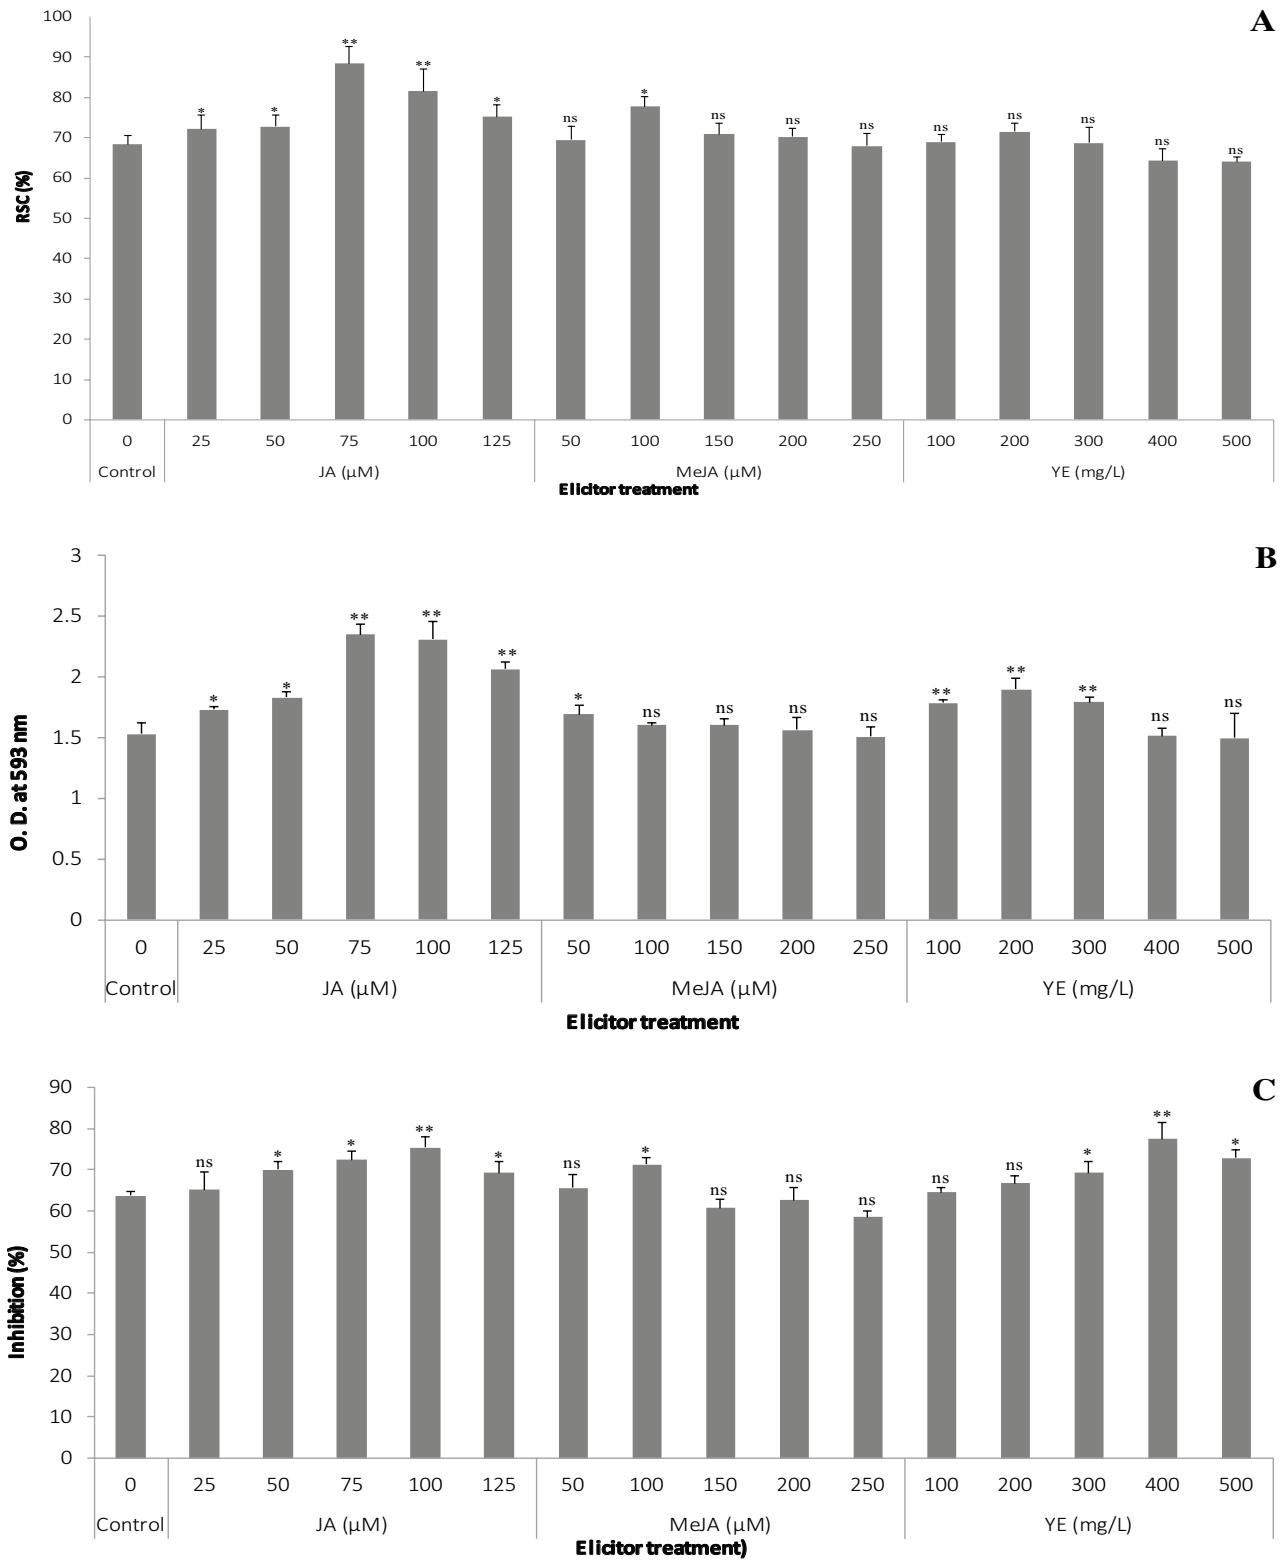 A
100
90
80
70
60
50
40
30
20
10
0
RSC (%)
* * ** ** * ns * ns ns ns ns ns ns ns ns
0 25 50 75 100 125 50 100 150 200 250 100 200 300 400 500
Control JA (µM) MeJA (µM) YE (mg/L)
Elicitor treatment
B
3
2.5
2
1.5
1
0.5
0
O. D. at 593 nm
* * ** ** ** * ns ns ns ns ** ** ** ns ns
0 25 50 75 100 125 50 100 150 200 250 100 200 300 400 500
Control JA (µM) MeJA (µM) YE (mg/L)
Elicitor treatment
C
90
80
70
60
50
40
30
20
10
0
Inhibition (%)
ns * * ** * ns * ns ns ns ns ns * ** *
0 25 50 75 100 125 50 100 150 200 250 100 200 300 400 500
Control JA (µM) MeJA (µM) YE (mg/L)
Elicitor treatment)